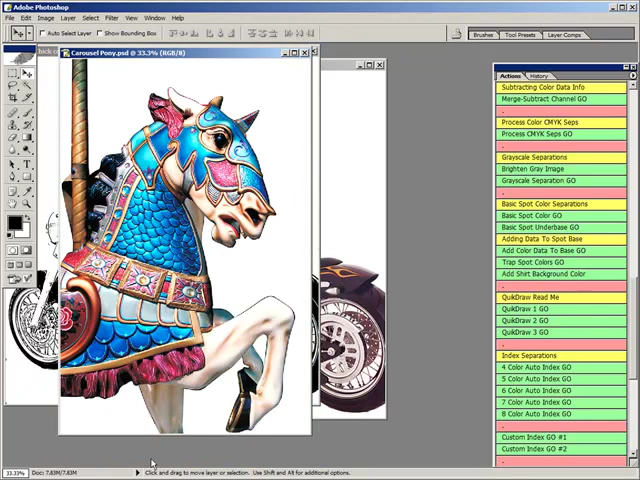 Adobe Photoshop
File Edit Image Layer Select Filter View Window Help
Auto Select Layer Show Bounding Box
Brushes Tool Presets Layer Comps
Carousel Pony.psd @ 33.3% (RGB/8)
Actions History
Subtracting Color Data Info
Merge-Subtract Channel GO
Process Color CMYK Seps
Process CMYK Seps GO
Grayscale Separations
Brighten Gray Image
Grayscale Separation GO
Basic Spot Color Separations
Basic Spot Color GO
Basic Spot Underbase GO
Adding Data To Spot Base
Add Color Data To Base GO
Trap Spot Colors GO
Add Shirt Background Color
QuikDraw Read Me
QuikDraw 1 GO
QuikDraw 2 GO
QuikDraw 3 GO
Index Separations
4 Color Auto Index GO
5 Color Auto Index GO
6 Color Auto Index GO
7 Color Auto Index GO
8 Color Auto Index GO
Custom Index GO #1
Custom Index GO #2
33.33% Doc: 7.83M/7.83M Click and drag to move layer or selection. Use Shift and Alt for additional options.